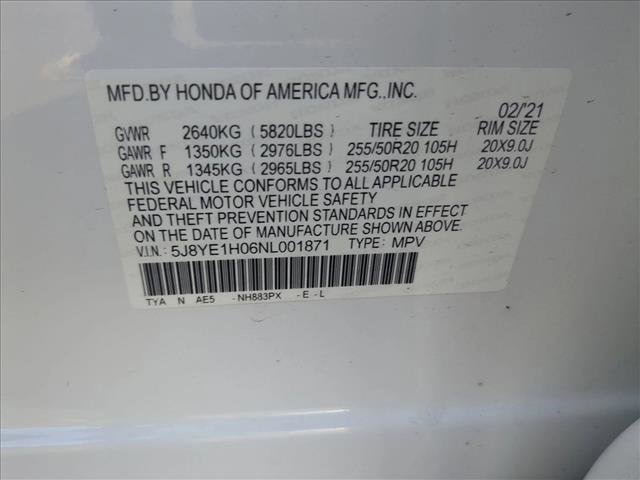 MFD.BY HONDA OF AMERICA MFG.,INC.
02/'21
GVWR 2640KG (5820LBS) TIRE SIZE RIM SIZE
GAWR F 1350KG (2976LBS) 255/50R20 105H 20X9.0J
GAWR R 1345KG (2965LBS) 255/50R20 105H 20X9.0J
THIS VEHICLE CONFORMS TO ALL APPLICABLE
FEDERAL MOTOR VEHICLE SAFETY
AND THEFT PREVENTION STANDARDS IN EFFECT
ON THE DATE OF MANUFACTURE SHOWN ABOVE.
V.I.N.: 5J8YE1H06NL001871 TYPE: MPV
TYA N AE5 -NH883PX -E-L